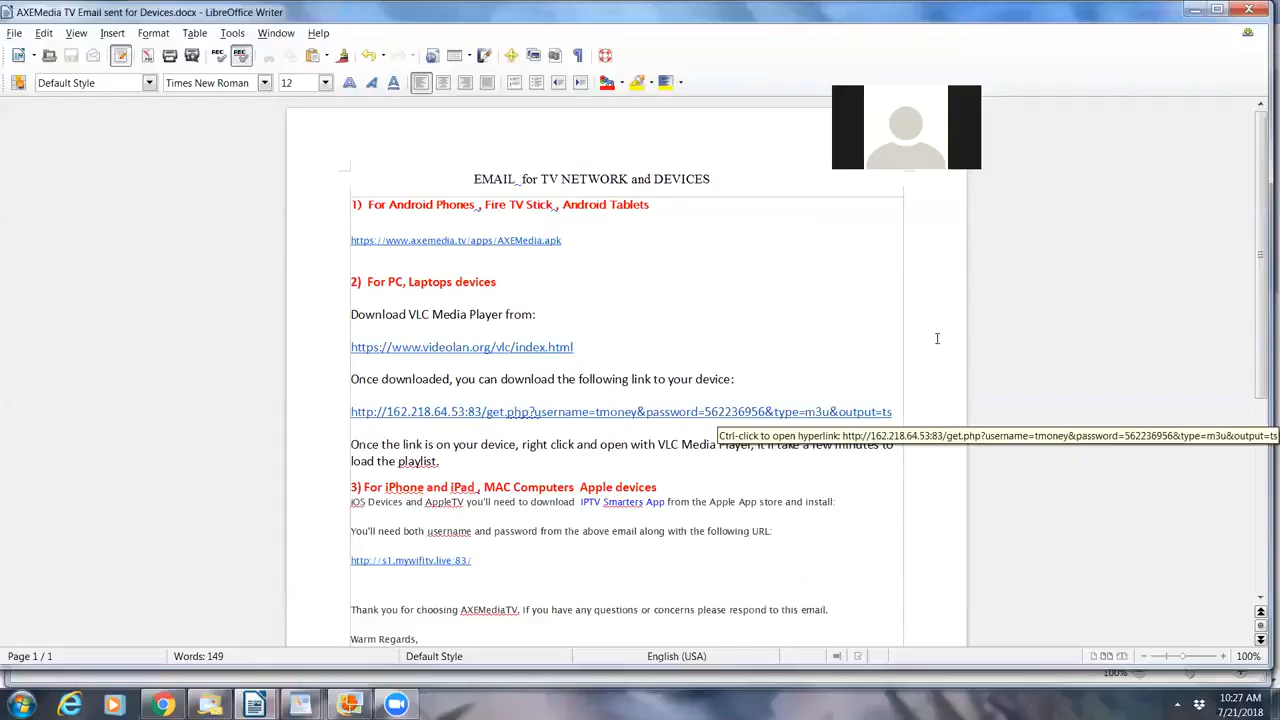 AXEMedia TV Email sent for Devices.docx - LibreOffice Writer
File Edit View Insert Format Table Tools Window Help
Default Style Times New Roman 12
EMAIL for TV NETWORK and DEVICES
1) For Android Phones , Fire TV Stick , Android Tablets
https://www.axemedia.tv/apps/AXEMedia.apk
2) For PC, Laptops devices
Download VLC Media Player from:
https://www.videolan.org/vlc/index.html
Once downloaded, you can download the following link to your device:
http://162.218.64.53:83/get.php?username=tmoney&password=562236956&type=m3u&output=ts
Ctrl-click to open hyperlink: http://162.218.64.53:83/get.php?username=tmoney&password=562236956&type=m3u&output=ts
Once the link is on your device, right click and open with VLC Media Player, it'll take a few minutes to
load the playlist.
3) For iPhone and iPad , MAC Computers Apple devices
iOS Devices and AppleTV you'll need to download IPTV Smarters App from the Apple App store and install:
You'll need both username and password from the above email along with the following URL:
http://s1.mywifitv.live:83/
Thank you for choosing AXEMediaTV. If you have any questions or concerns please respond to this email.
Warm Regards,
Page 1 / 1 Words: 149 Default Style English (USA) 100%
100%
10:27 AM
7/21/2018